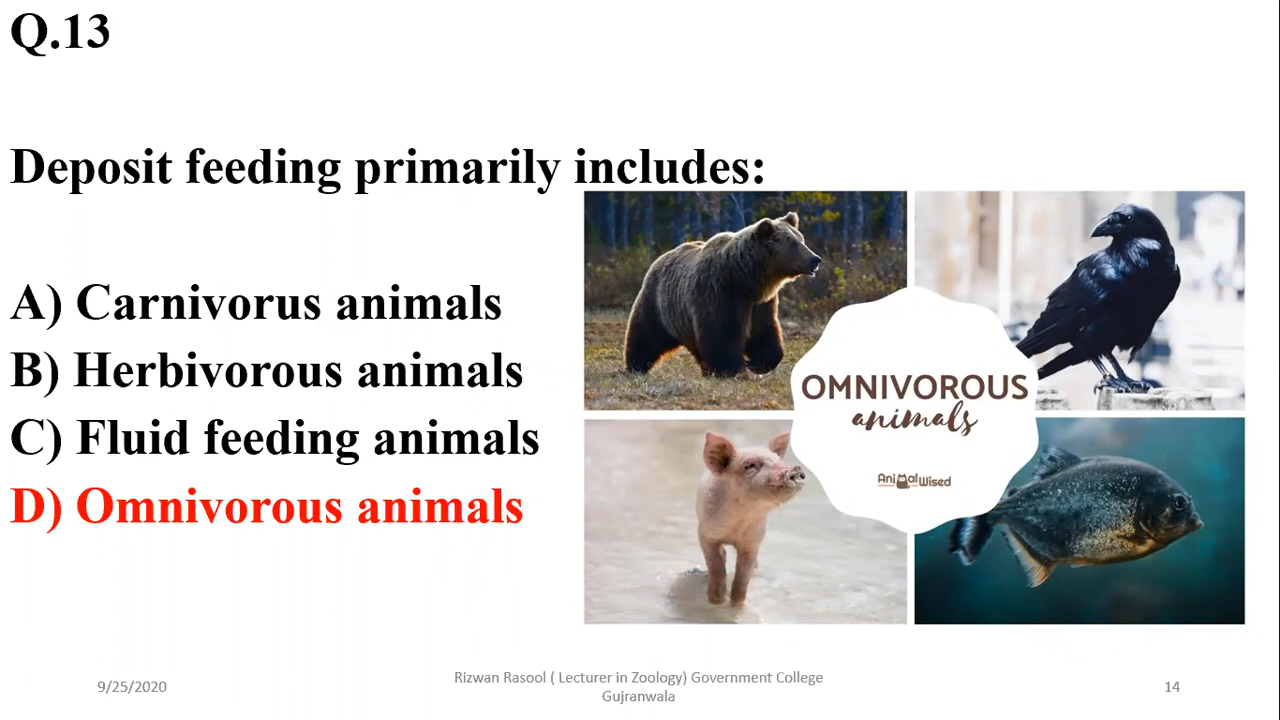 Q.13
Deposit feeding primarily includes:
A) Carnivorus animals
B) Herbivorous animals
C) Fluid feeding animals
D) Omnivorous animals
OMNIVOROUS
animals
AnimalWised
9/25/2020
Rizwan Rasool ( Lecturer in Zoology) Government College
Gujranwala
14